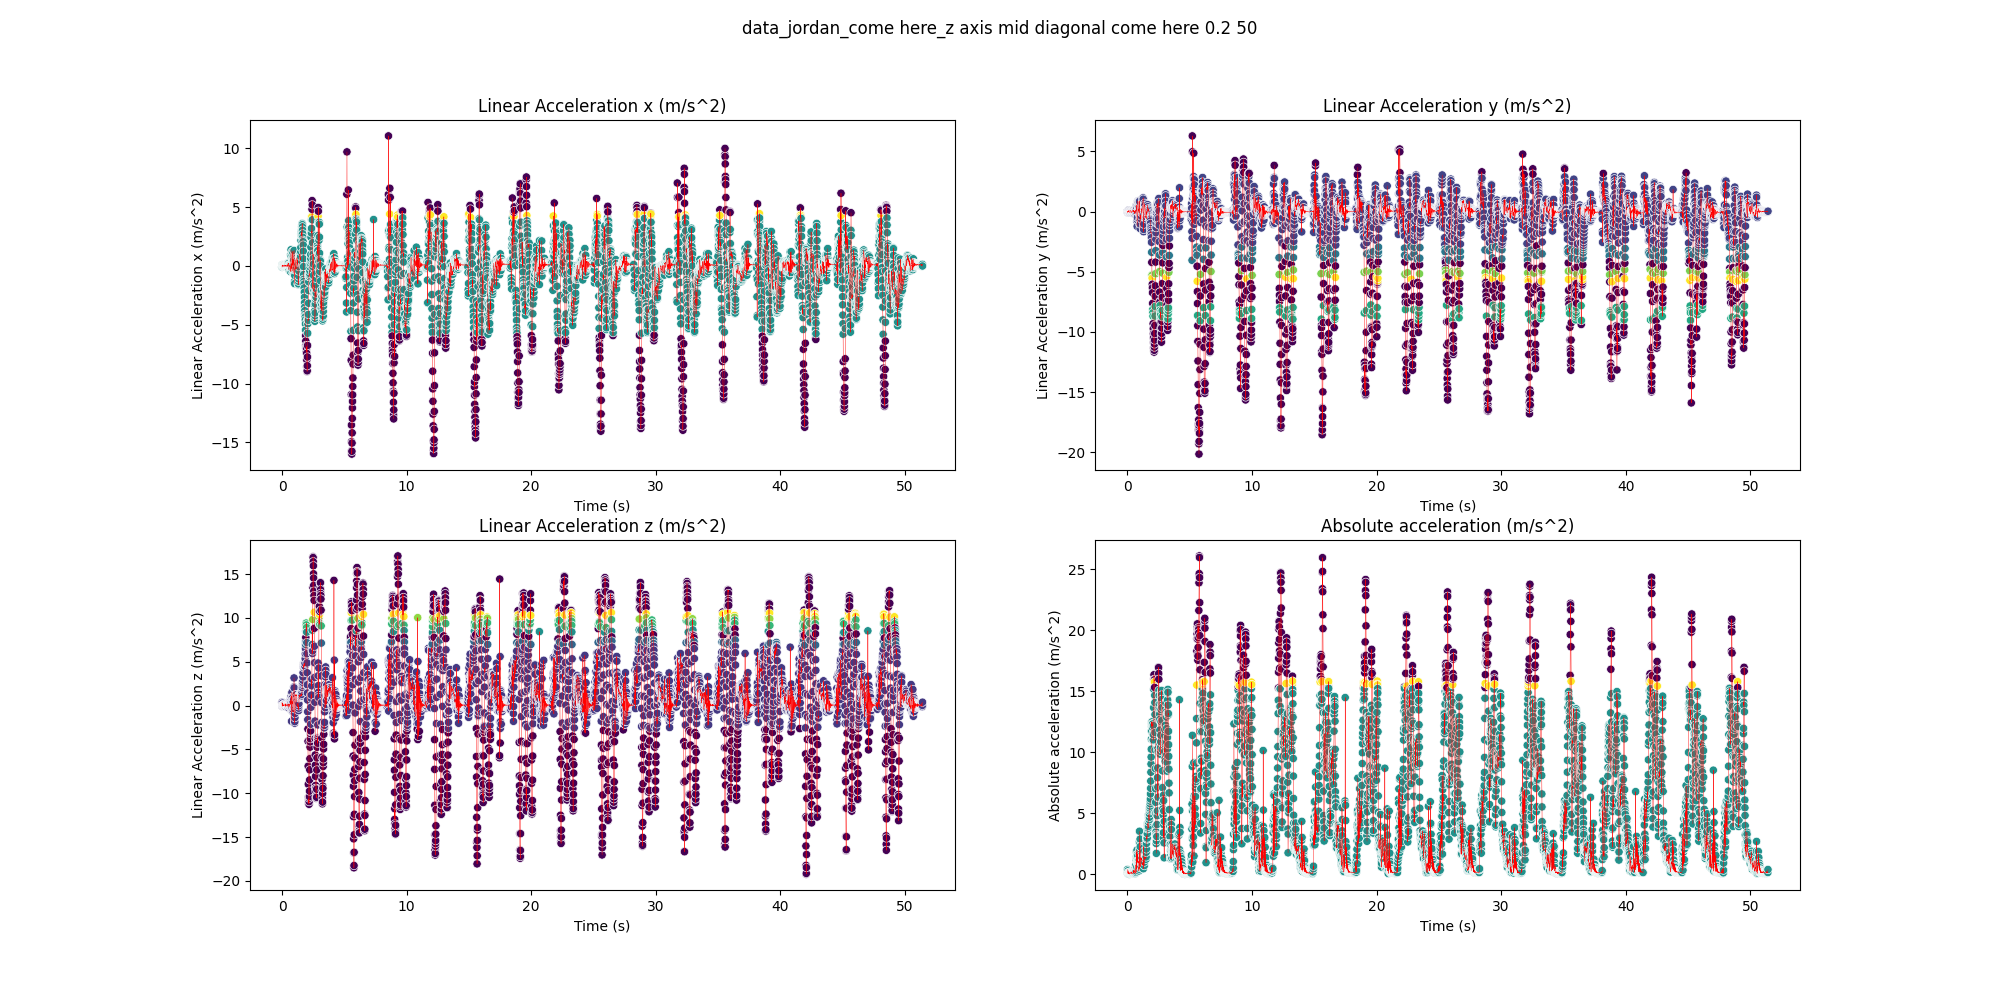 data_jordan_come here_z axis mid diagonal come here 0.2 50
Linear Acceleration x (m/s^2)
Linear Acceleration x (m/s^2)
10
5
0
−5
−10
−15
0 10 20 30 40 50
Time (s)
Linear Acceleration y (m/s^2)
Linear Acceleration y (m/s^2)
5
0
−5
−10
−15
−20
0 10 20 30 40 50
Time (s)
Linear Acceleration z (m/s^2)
Linear Acceleration z (m/s^2)
15
10
5
0
−5
−10
−15
−20
0 10 20 30 40 50
Time (s)
Absolute acceleration (m/s^2)
Absolute acceleration (m/s^2)
25
20
15
10
5
0
0 10 20 30 40 50
Time (s)